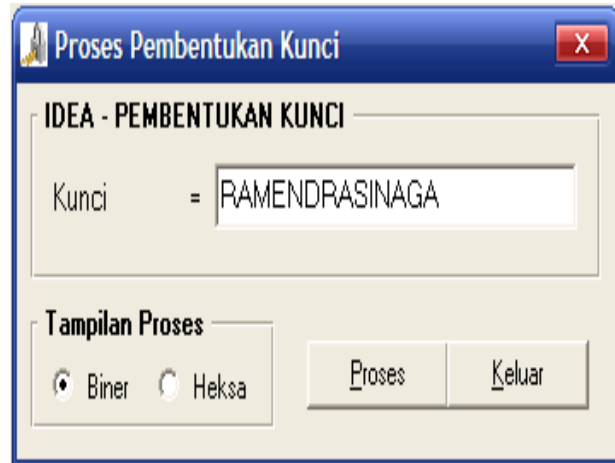 Proses Pembentukan Kunci
IDEA - PEMBENTUKAN KUNCI
Kunci = RAMENDRASINAGA
Tampilan Proses
Biner Heksa Proses Keluar